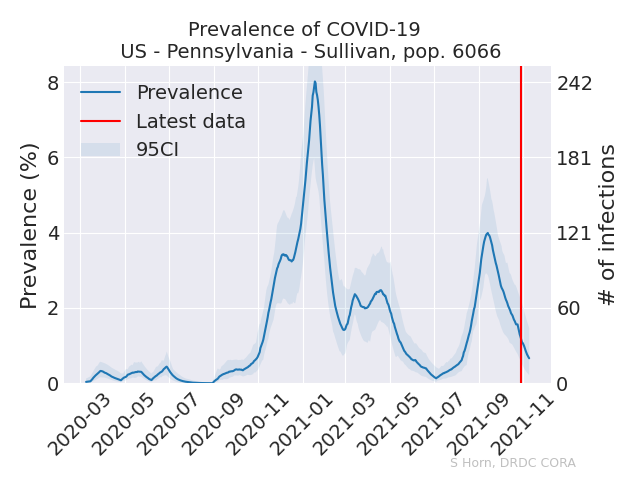 Prevalence of COVID-19
US - Pennsylvania - Sullivan, pop. 6066
Prevalence
Latest data
95CI
Prevalence (%)
8
6
4
2
0
242
181
121
60
0
# of infections
2020-03
2020-05
2020-07
2020-09
2020-11
2021-01
2021-03
2021-05
2021-07
2021-09
2021-11
S Horn, DRDC CORA